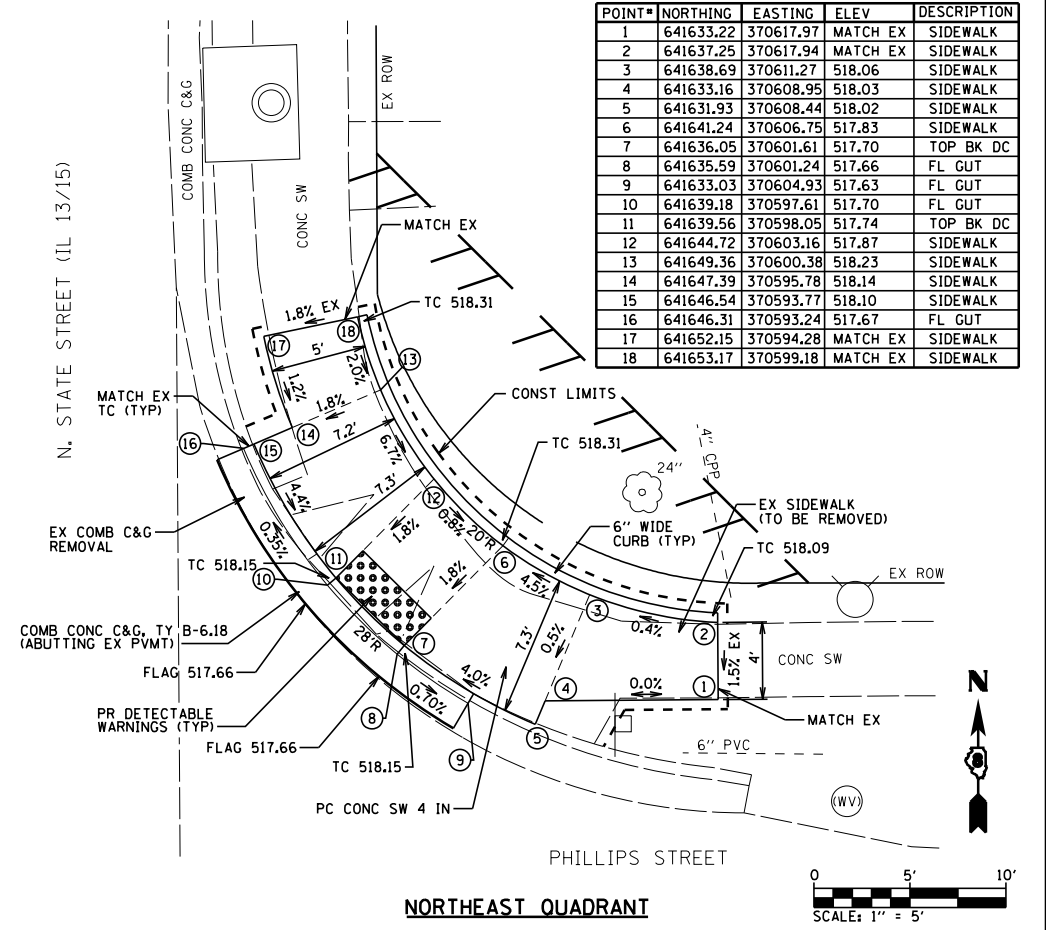 POINT# NORTHING EASTING ELEV DESCRIPTION
1 641633.22 370617.97 MATCH EX SIDEWALK
2 641637.25 370617.94 MATCH EX SIDEWALK
3 641638.69 370611.27 518.06 SIDEWALK
4 641633.16 370608.95 518.03 SIDEWALK
5 641631.93 370608.44 518.02 SIDEWALK
6 641641.24 370606.75 517.83 SIDEWALK
7 641636.05 370601.61 517.70 TOP BK DC
8 641635.59 370601.24 517.66 FL GUT
9 641633.03 370604.93 517.63 FL GUT
10 641639.18 370597.61 517.70 FL GUT
11 641639.56 370598.05 517.74 TOP BK DC
12 641644.72 370603.16 517.87 SIDEWALK
13 641649.36 370600.38 518.23 SIDEWALK
14 641647.39 370595.78 518.14 SIDEWALK
15 641646.54 370593.77 518.10 SIDEWALK
16 641646.31 370593.24 517.67 FL GUT
17 641652.15 370594.28 MATCH EX SIDEWALK
18 641653.17 370599.18 MATCH EX SIDEWALK
COMB CONC C&G
EX ROW
CONC SW
N. STATE STREET (IL 13/15)
MATCH EX
1.8% EX
TC 518.31
18
17
5'
13
2.0%
1.2%
MATCH EX
TC (TYP)
1.8%
CONST LIMITS
16
15
14
7.2'
6.7%
TC 518.31
4" CPP
24"
4.4%
7.3'
12
EX SIDEWALK
(TO BE REMOVED)
EX COMB C&G
REMOVAL
0.35%
1.8%
0.8%
20'R
6" WIDE
CURB (TYP)
TC 518.09
11
6
TC 518.15
10
1.8%
4.5%
EX ROW
3
0.4%
2
COMB CONC C&G, TY B-6.18
(ABUTTING EX PVMT)
28'R
7
7.3'
0.5%
1.5% EX
4'
CONC SW
FLAG 517.66
4.0%
4
0.0%
1
N
PR DETECTABLE
WARNINGS (TYP)
8
0.70%
MATCH EX
FLAG 517.66
5
6" PVC
TC 518.15
9
8
PC CONC SW 4 IN
(WV)
PHILLIPS STREET
0 5' 10'
NORTHEAST QUADRANT
SCALE: 1" = 5'